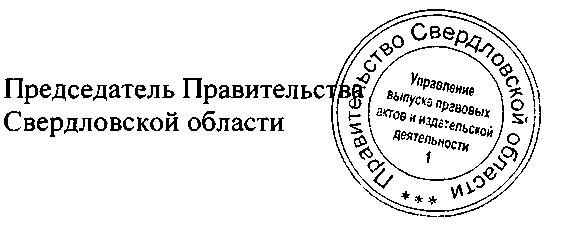 Председатель Правительства
Свердловской области
Правительство Свердловской области
***
Управление
выпуска правовых
актов и издательской
деятельности
1